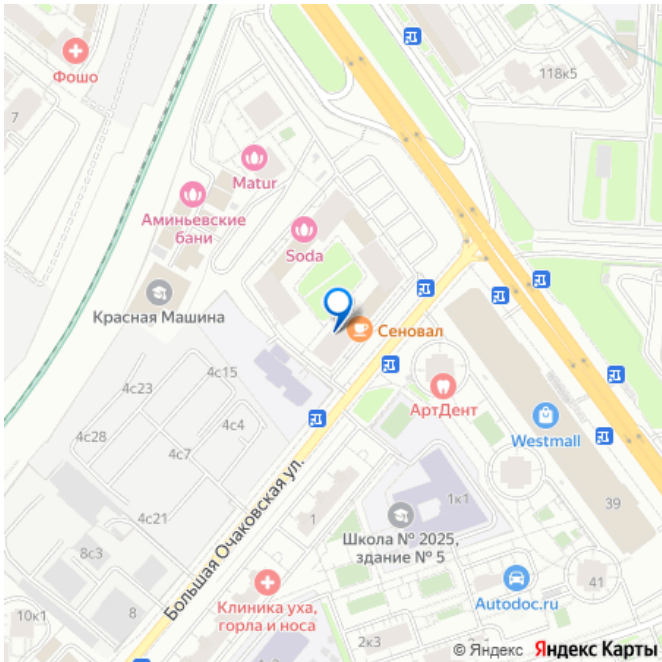 Фошо
118к5
7
Matur
Аминьевские
бани
Soda
Красная Машина
Сеновал
4с15
4с23
АртДент
4с4
4с28
Westmall
4с7
1к1
39
4с21
1
Школа № 2025,
здание № 5
8с3
Большая Очаковская ул.
Клиника уха,
горла и носа
41
Autodoc.ru
10к1
8
2к3
© Яндекс Яндекс Карты